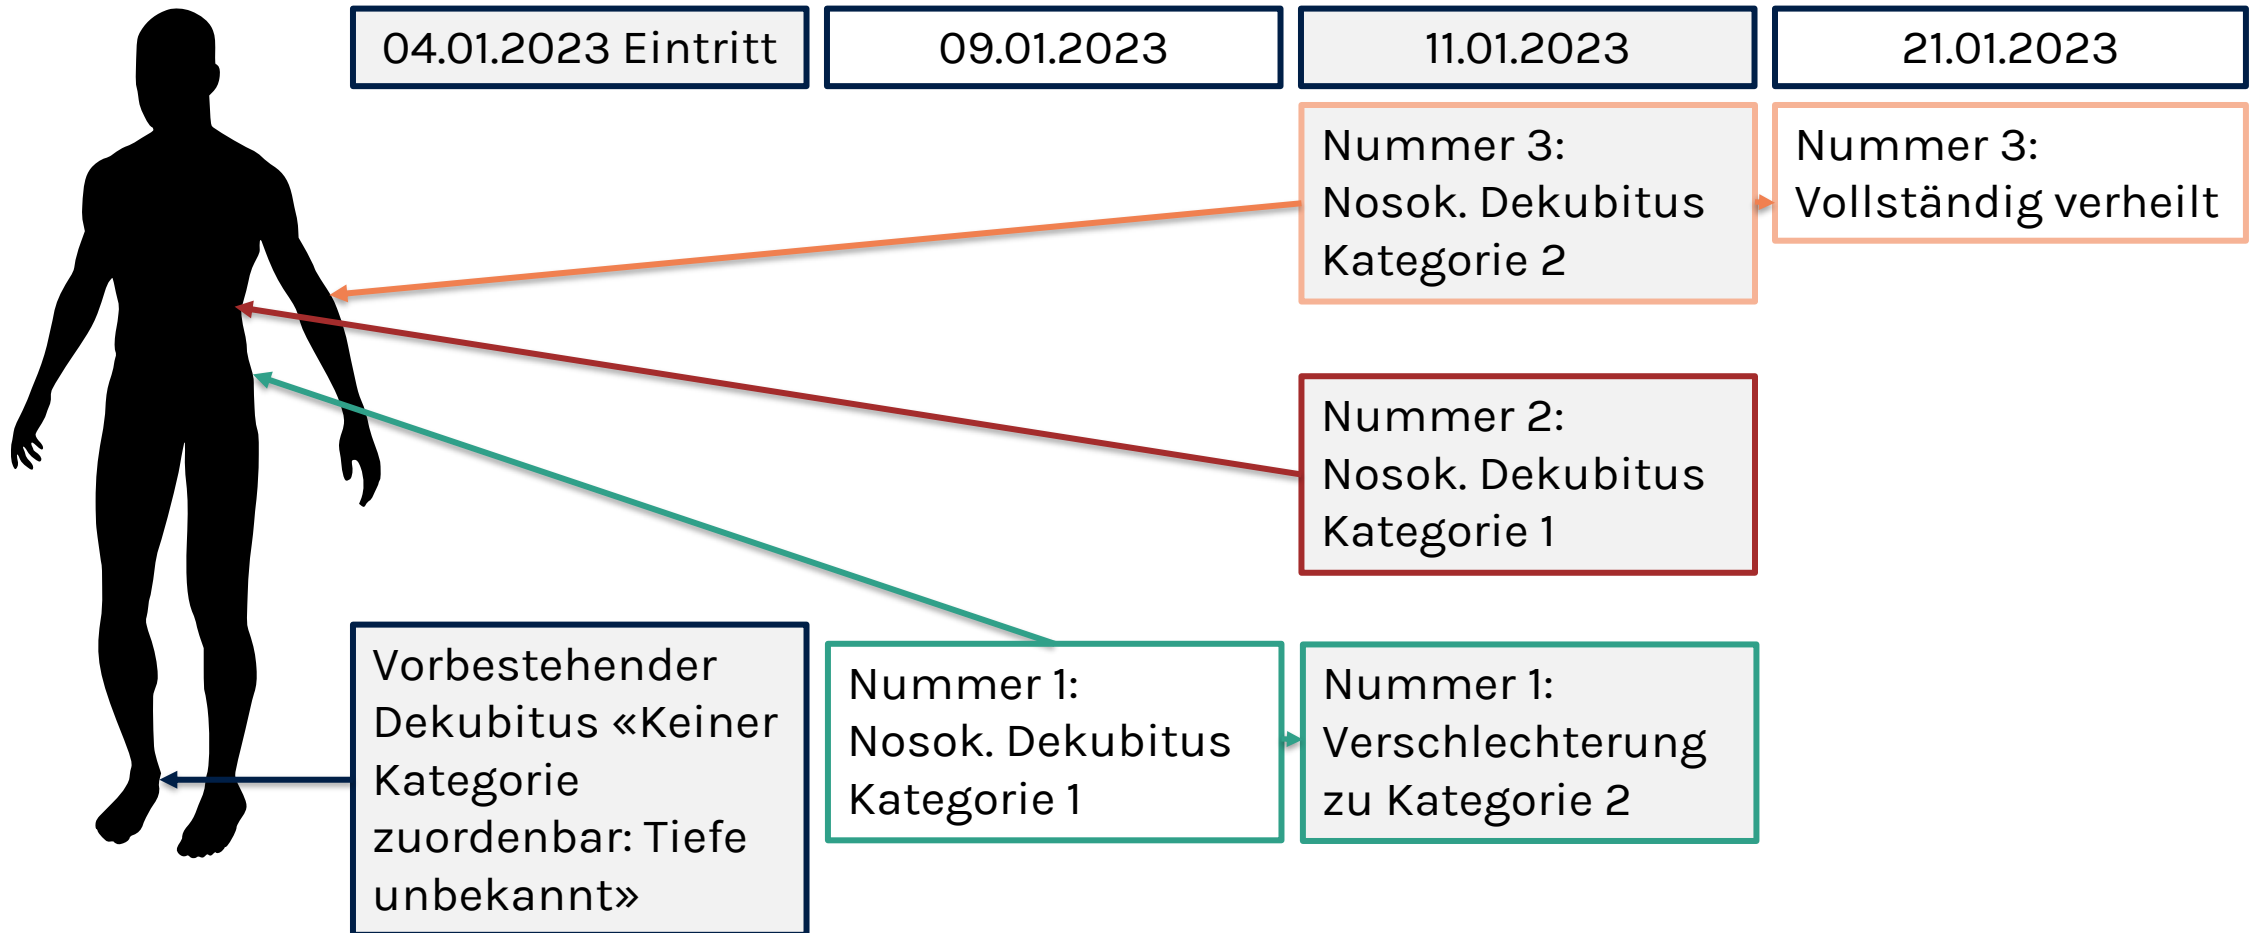 04.01.2023 Eintritt
09.01.2023
11.01.2023
21.01.2023
Nummer 3:
Nosok. Dekubitus
Kategorie 2
Nummer 3:
Vollständig verheilt
Nummer 2:
Nosok. Dekubitus
Kategorie 1
Vorbestehender
Dekubitus «Keiner
Kategorie
zuordenbar: Tiefe
unbekannt»
Nummer 1:
Nosok. Dekubitus
Kategorie 1
Nummer 1:
Verschlechterung
zu Kategorie 2